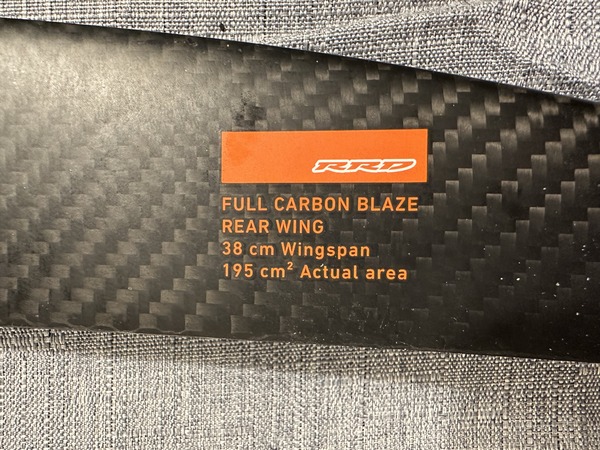 RRD
FULL CARBON BLAZE
REAR WING
38 cm Wingspan
195 cm² Actual area